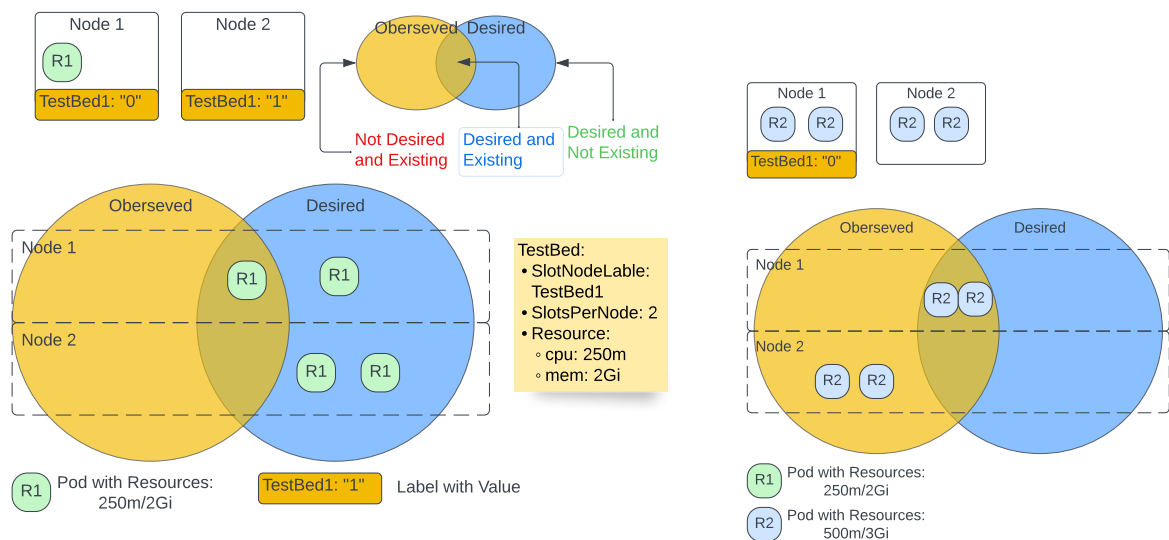 Node 1
Node 2
R1
TestBed1: "0"
TestBed1: "1"
Oberseved
Desired
Not Desired
and Existing
Desired and
Existing
Desired and
Not Existing
Oberseved
Desired
Node 1
R1
R1
Node 2
R1
R1
R1
Pod with Resources:
250m/2Gi
TestBed1: "1"
Label with Value
TestBed:
• SlotNodeLable:
TestBed1
• SlotsPerNode: 2
• Resource:
◦ cpu: 250m
◦ mem: 2Gi
Node 1
Node 2
R2
R2
R2
R2
TestBed1: "0"
Oberseved
Desired
Node 1
R2
R2
Node 2
R2
R2
R1
Pod with Resources:
250m/2Gi
R2
Pod with Resources:
500m/3Gi